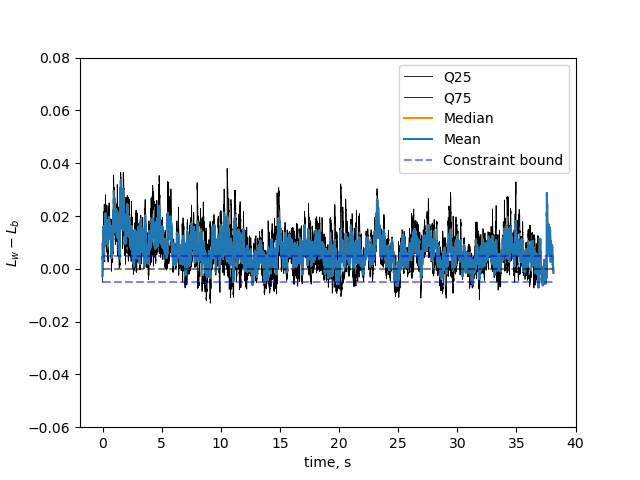 0.08
0.06
0.04
0.02
0.00
−0.02
−0.04
−0.06
L_w − L_b
Q25
Q75
Median
Mean
Constraint bound
0 5 10 15 20 25 30 35 40
time, s